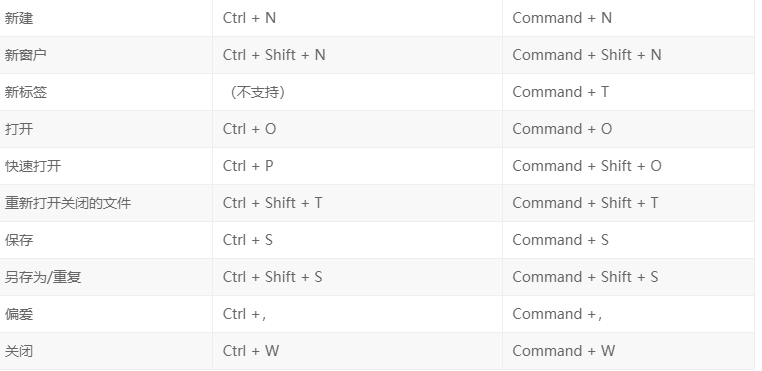 新建 Ctrl + N Command + N
新窗户 Ctrl + Shift + N Command + Shift + N
新标签 （不支持） Command + T
打开 Ctrl + O Command + O
快速打开 Ctrl + P Command + Shift + O
重新打开关闭的文件 Ctrl + Shift + T Command + Shift + T
保存 Ctrl + S Command + S
另存为/重复 Ctrl + Shift + S Command + Shift + S
偏爱 Ctrl +， Command +，
关闭 Ctrl + W Command + W